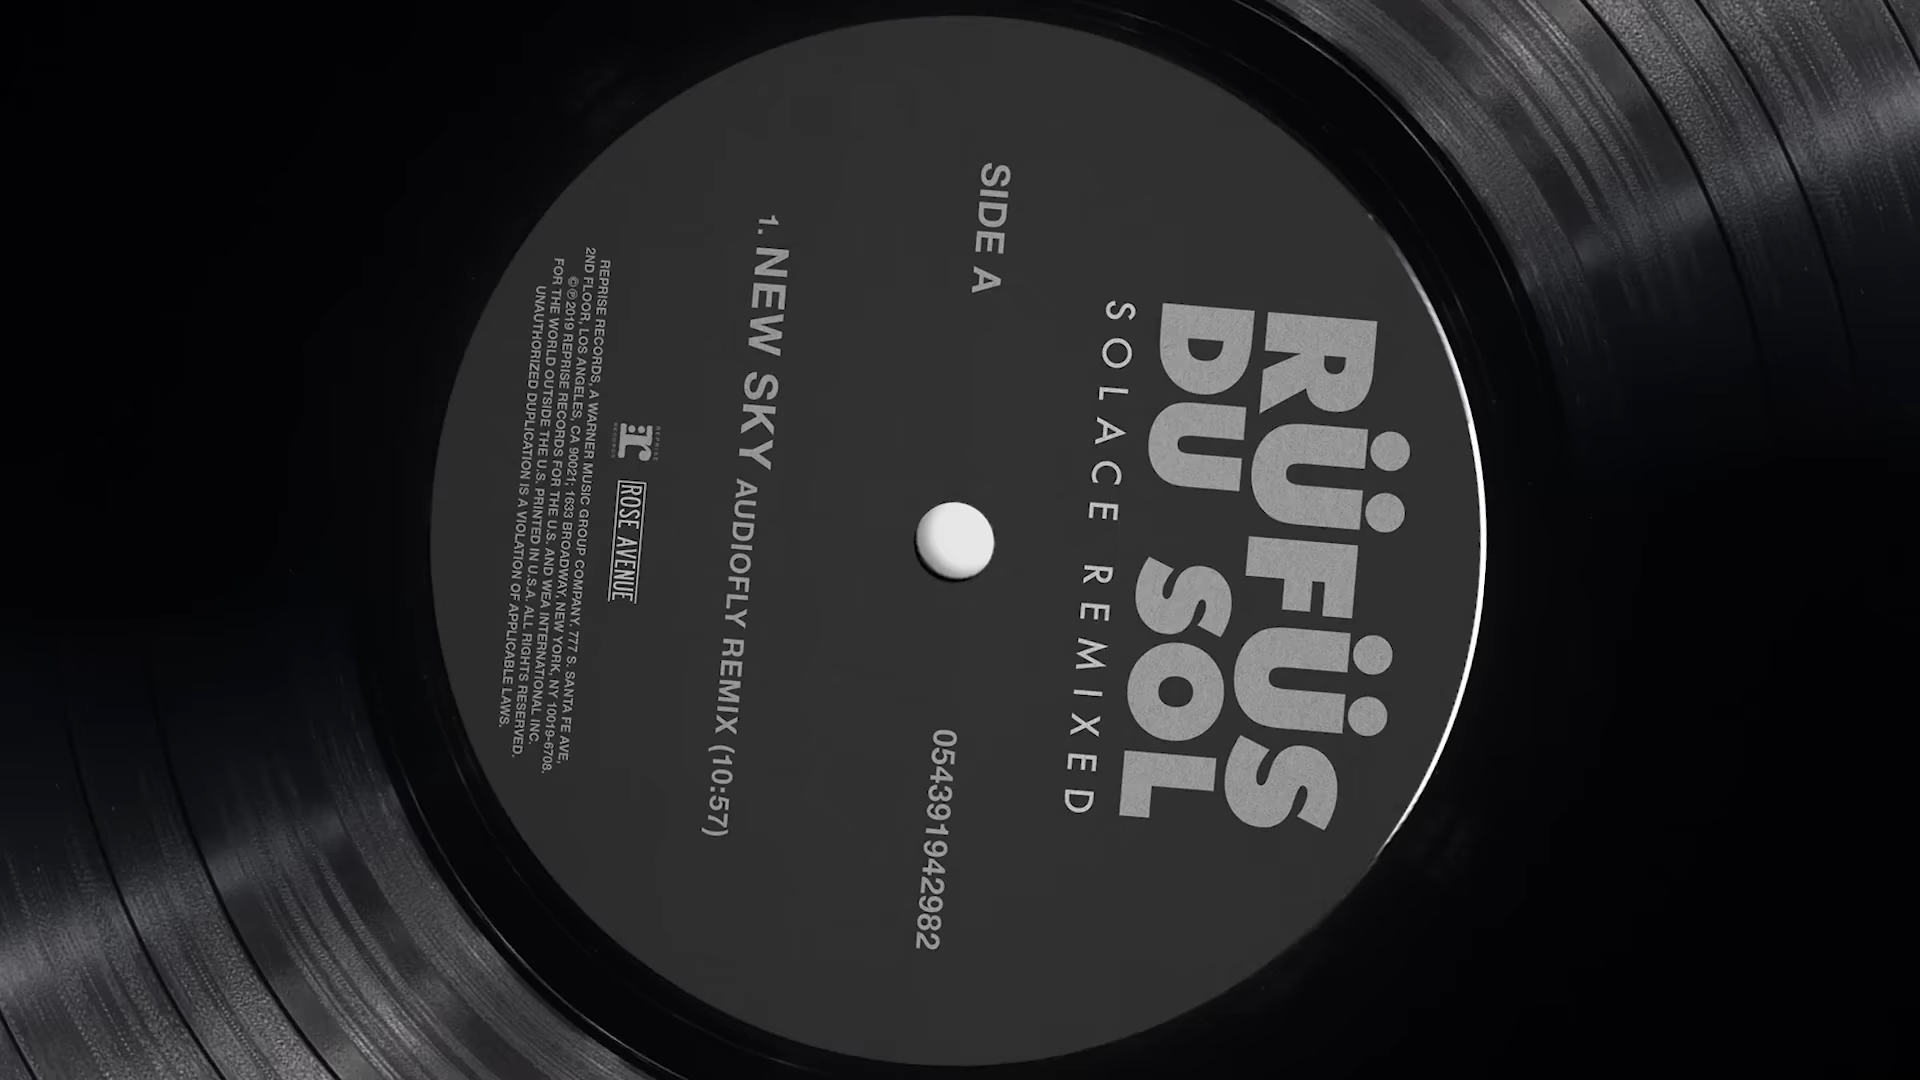 RÜFÜS
DU SOL
SOLACE REMIXED
SIDE A
054391942982
1. NEW SKY AUDIOFLY REMIX (10:57)
REPRISE
RECORDS
ROSE AVENUE
REPRISE RECORDS, A WARNER MUSIC GROUP COMPANY. 777 S. SANTA FE AVE,
2ND FLOOR, LOS ANGELES, CA 90021; 1633 BROADWAY, NEW YORK, NY 10019-6708.
©℗ 2019 REPRISE RECORDS FOR THE U.S. AND WEA INTERNATIONAL INC.
FOR THE WORLD OUTSIDE THE U.S. PRINTED IN U.S.A. ALL RIGHTS RESERVED.
UNAUTHORIZED DUPLICATION IS A VIOLATION OF APPLICABLE LAWS.